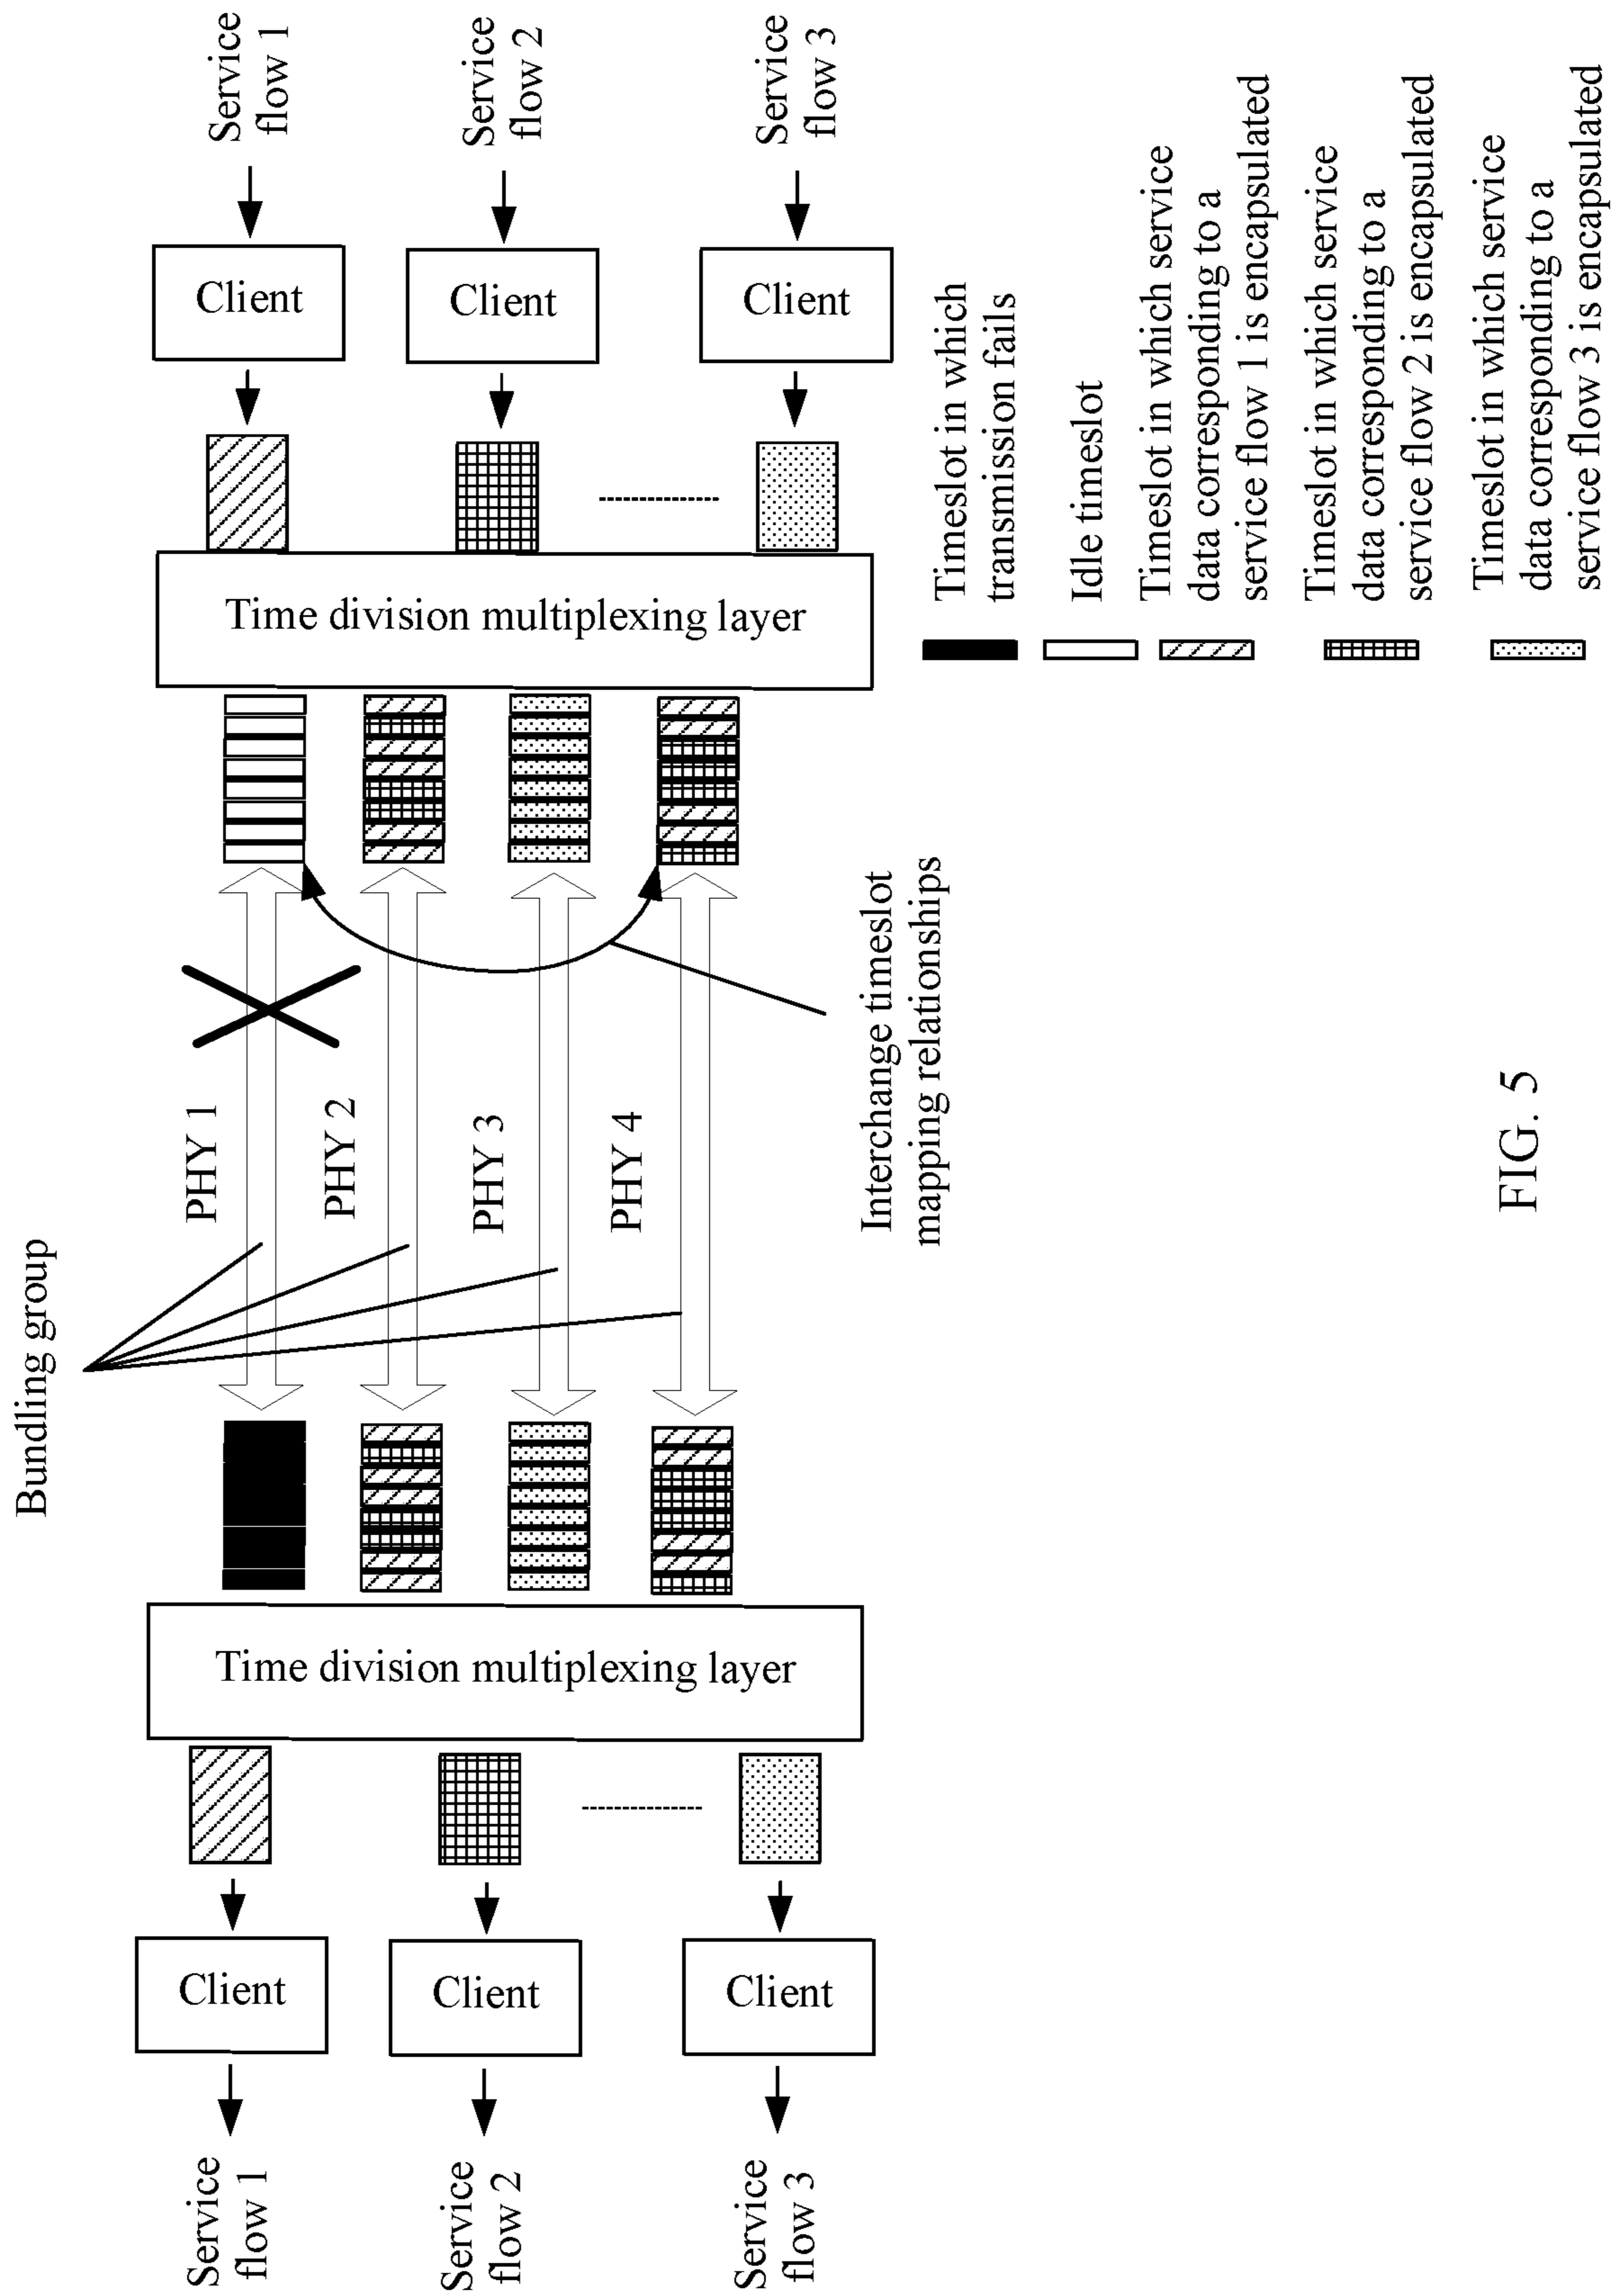 Bundling group
Service
flow 1
Client
PHY 1
Client
Service
flow 1
PHY 2
Service
flow 2
Client
Time division multiplexing layer
PHY 3
Time division multiplexing layer
Client
Service
flow 2
PHY 4
Service
flow 3
Client
Client
Service
flow 3
Interchange timeslot
mapping relationships
Timeslot in which
transmission fails
Idle timeslot
Timeslot in which service
data corresponding to a
service flow 1 is encapsulated
Timeslot in which service
data corresponding to a
service flow 2 is encapsulated
Timeslot in which service
data corresponding to a
service flow 3 is encapsulated
FIG. 5